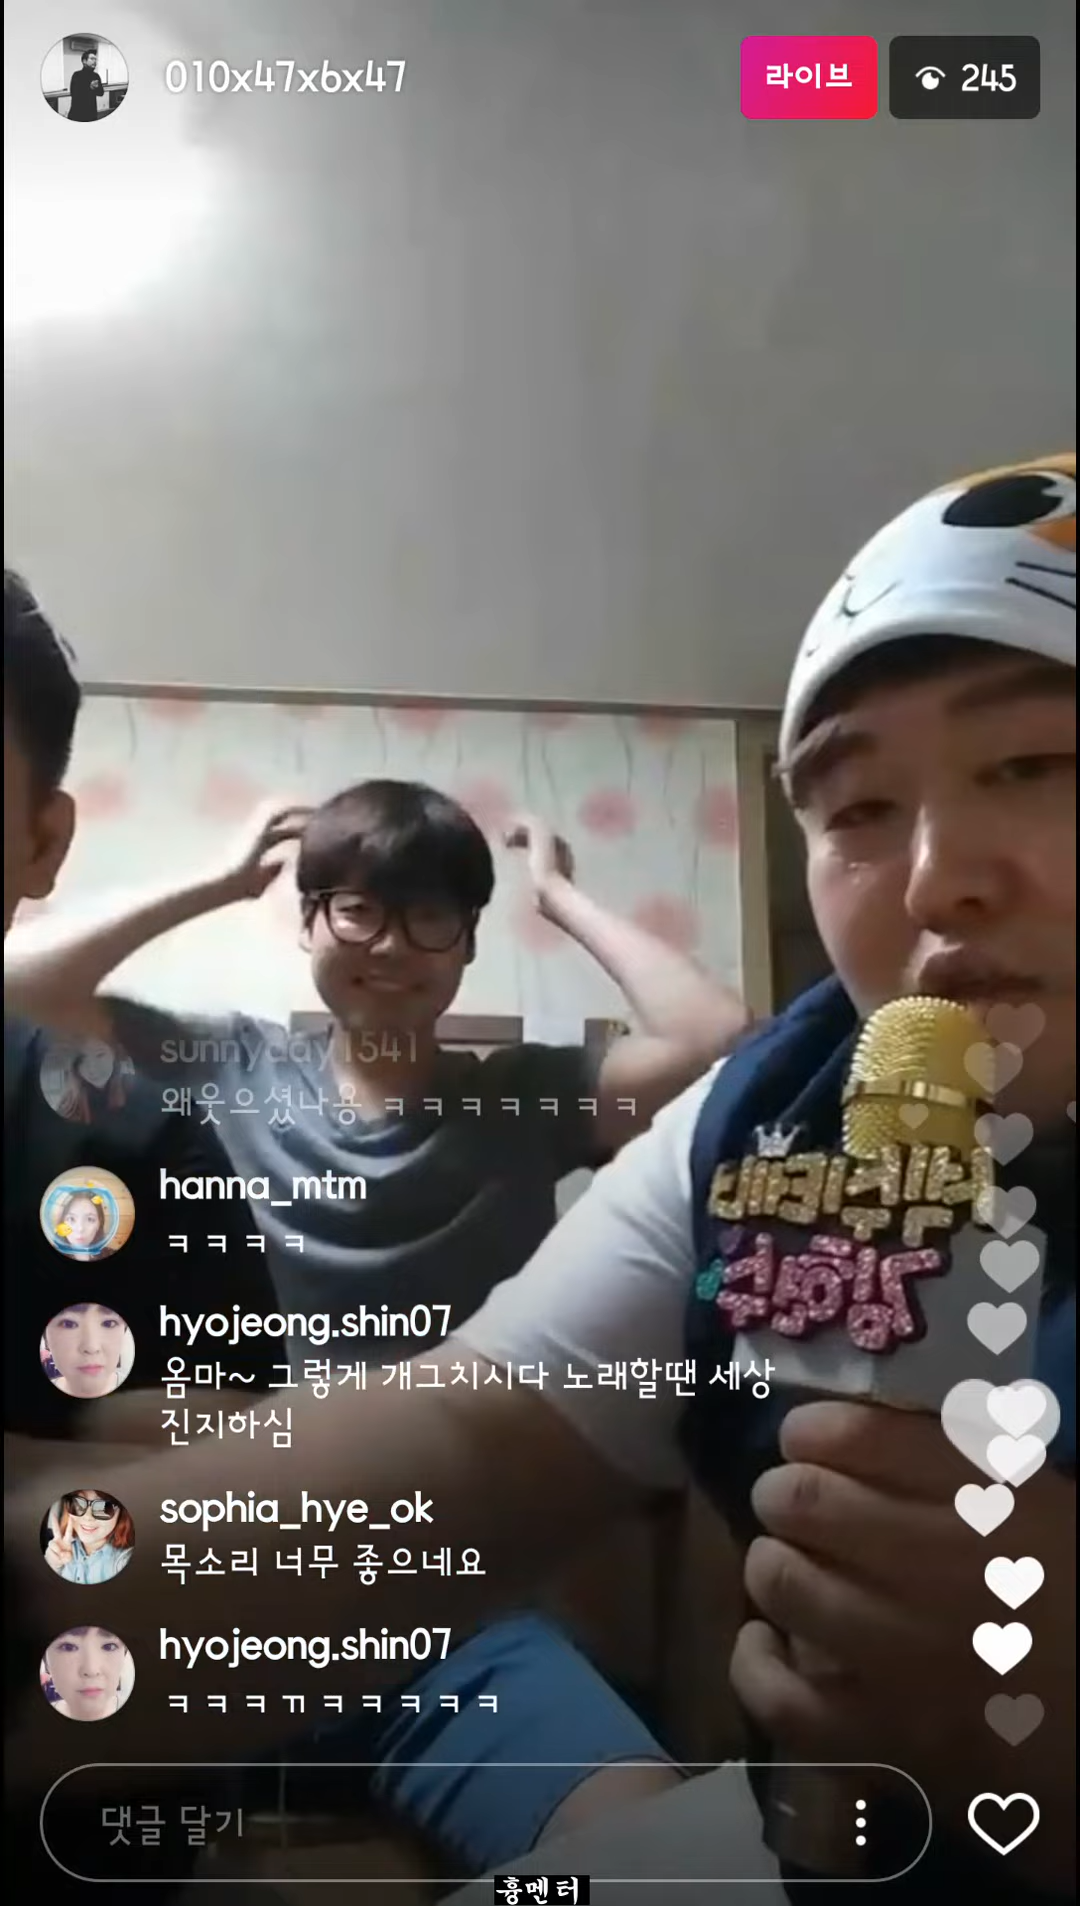 010x47x6x47
라이브
245
sunnyday1541
왜웃으셨나용 ㅋㅋㅋㅋㅋㅋㅋ
hanna_mtm
ㅋㅋㅋㅋ
hyojeong.shin07
옴마~ 그렇게 개그치시다 노래할땐 세상
진지하심
sophia_hye_ok
목소리 너무 좋으네요
hyojeong.shin07
ㅋㅋㅋㄲㅋㅋㅋㅋㅋ
댓글 달기
흥멘터